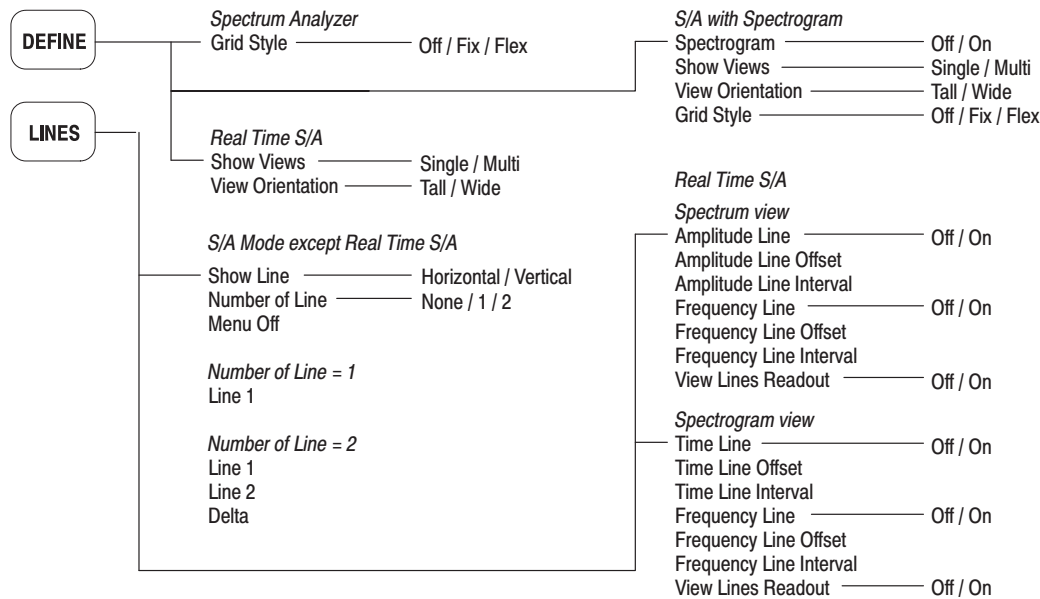 DEFINE
Spectrum Analyzer
Grid Style Off / Fix / Flex
S/A with Spectrogram
Spectrogram Off / On
Show Views Single / Multi
View Orientation Tall / Wide
Grid Style Off / Fix / Flex
LINES
Real Time S/A
Show Views Single / Multi
View Orientation Tall / Wide
S/A Mode except Real Time S/A
Show Line Horizontal / Vertical
Number of Line None / 1 / 2
Menu Off
Number of Line = 1
Line 1
Number of Line = 2
Line 1
Line 2
Delta
Real Time S/A
Spectrum view
Amplitude Line Off / On
Amplitude Line Offset
Amplitude Line Interval
Frequency Line Off / On
Frequency Line Offset
Frequency Line Interval
View Lines Readout Off / On
Spectrogram view
Time Line Off / On
Time Line Offset
Time Line Interval
Frequency Line Off / On
Frequency Line Offset
Frequency Line Interval
View Lines Readout Off / On